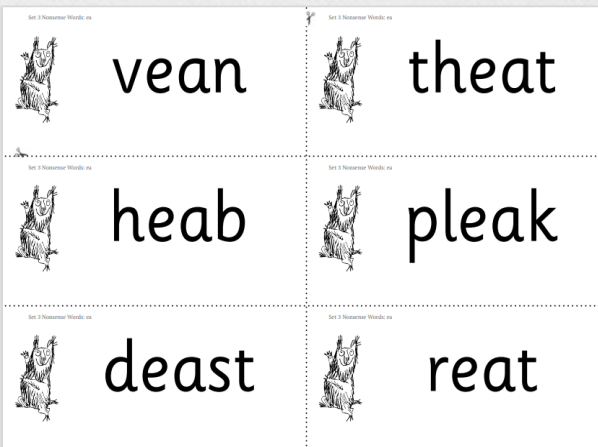 Set 3 Nonsense Words: ea
vean
Set 3 Nonsense Words: ea
theat
Set 3 Nonsense Words: ea
heab
Set 3 Nonsense Words: ea
pleak
Set 3 Nonsense Words: ea
deast
Set 3 Nonsense Words: ea
reat